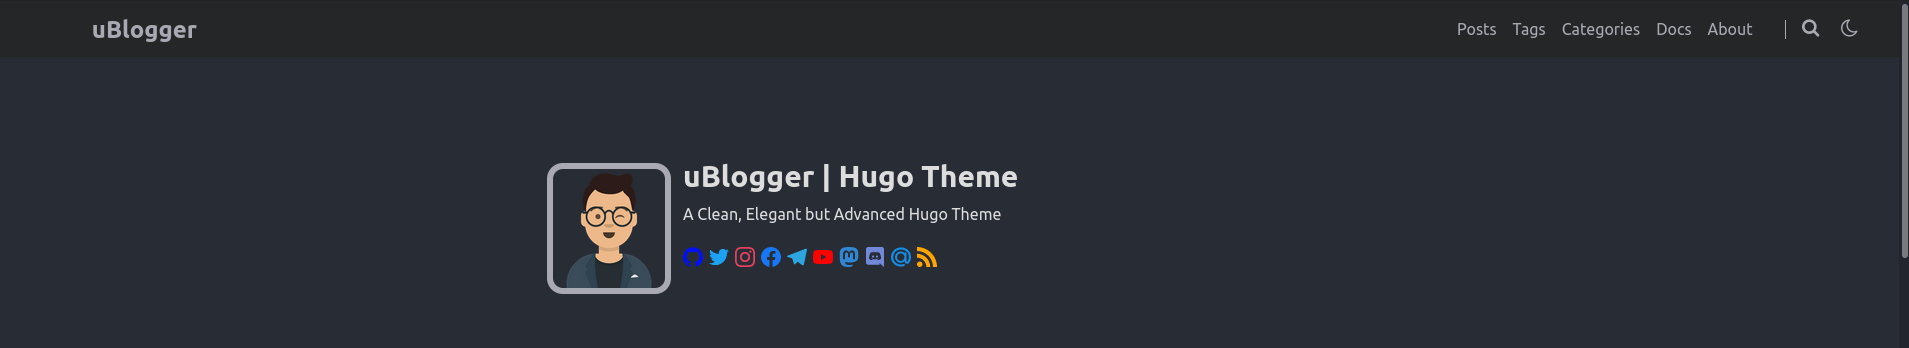 uBlogger
Posts Tags Categories Docs About
uBlogger | Hugo Theme
A Clean, Elegant but Advanced Hugo Theme